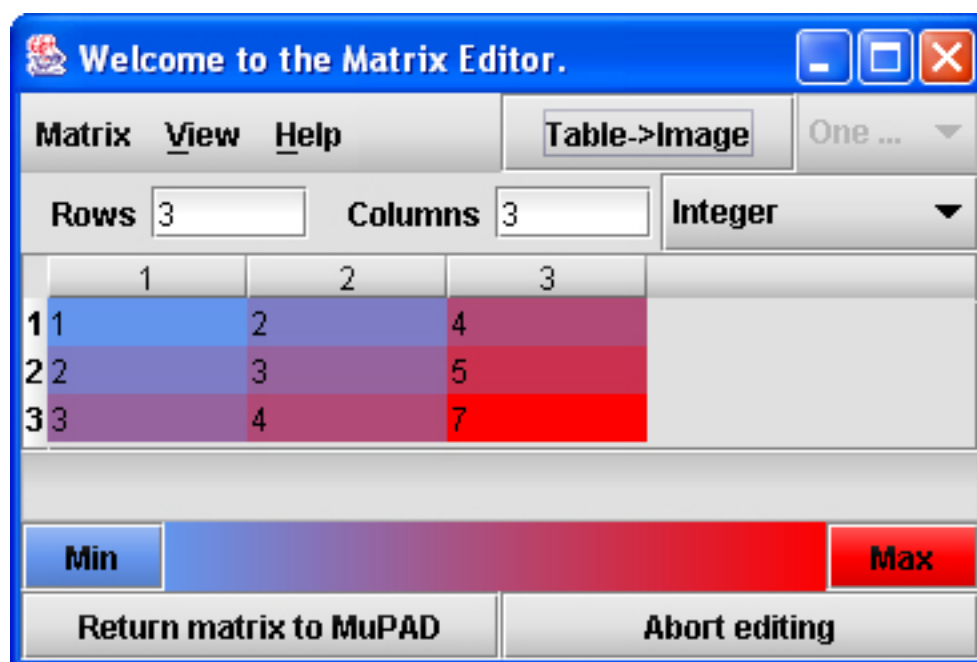 Welcome to the Matrix Editor.
Matrix View Help Table->Image One ...
Rows 3 Columns 3 Integer
1 2 3
1 1 2 4
2 2 3 5
3 3 4 7
Min Max
Return matrix to MuPAD Abort editing